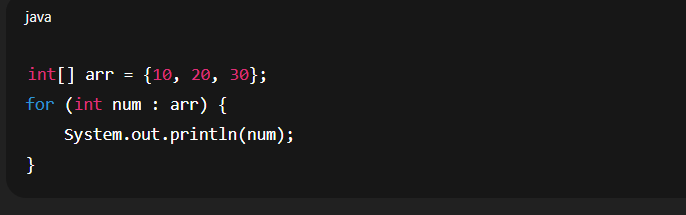 java
int[] arr = {10, 20, 30};
for (int num : arr) {
    System.out.println(num);
}